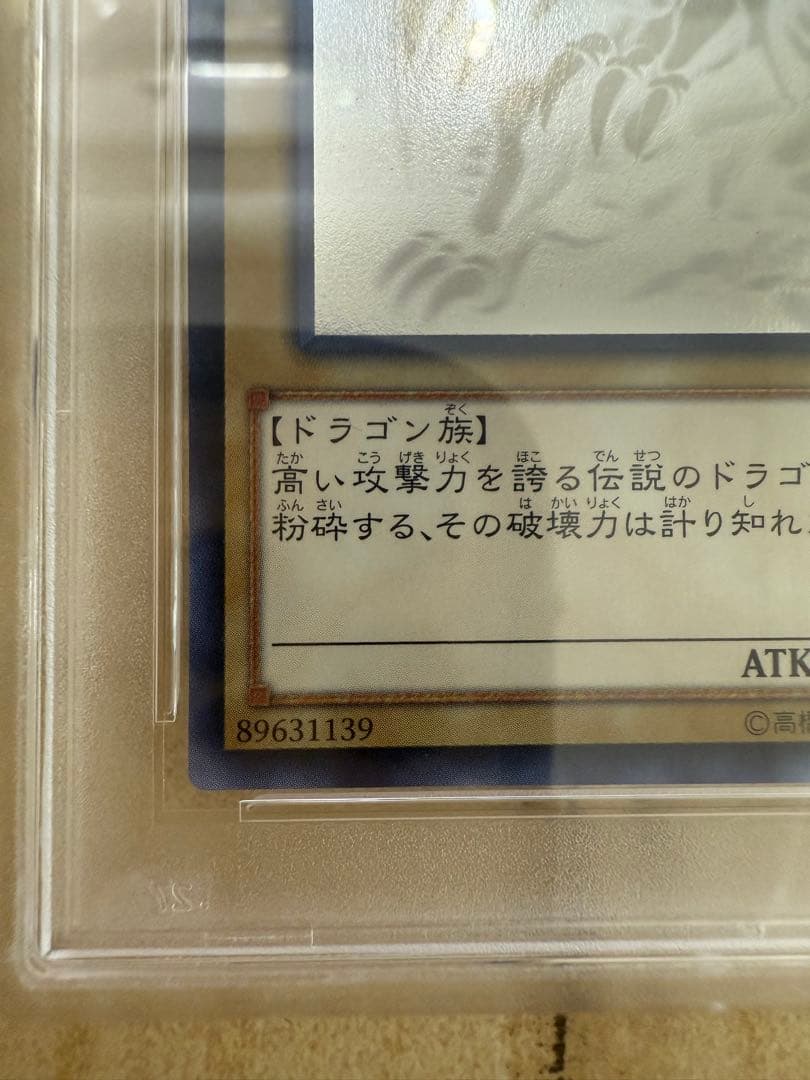 【ドラゴン族】
高い攻撃力を誇る伝説のドラゴ
粉砕する、その破壊力は計り知れ
ATK
89631139
©高橋